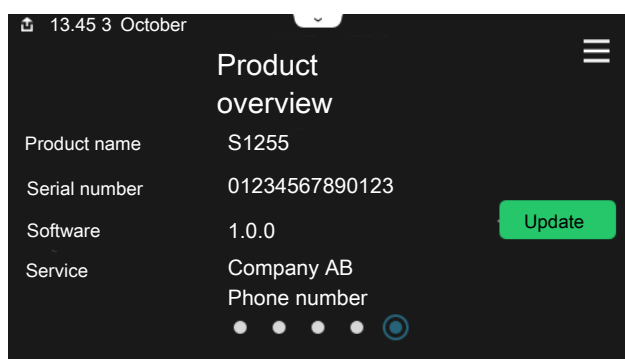 13.45 3 October
Product
overview
Product name S1255
Serial number 01234567890123
Software 1.0.0 Update
Service Company AB
Phone number